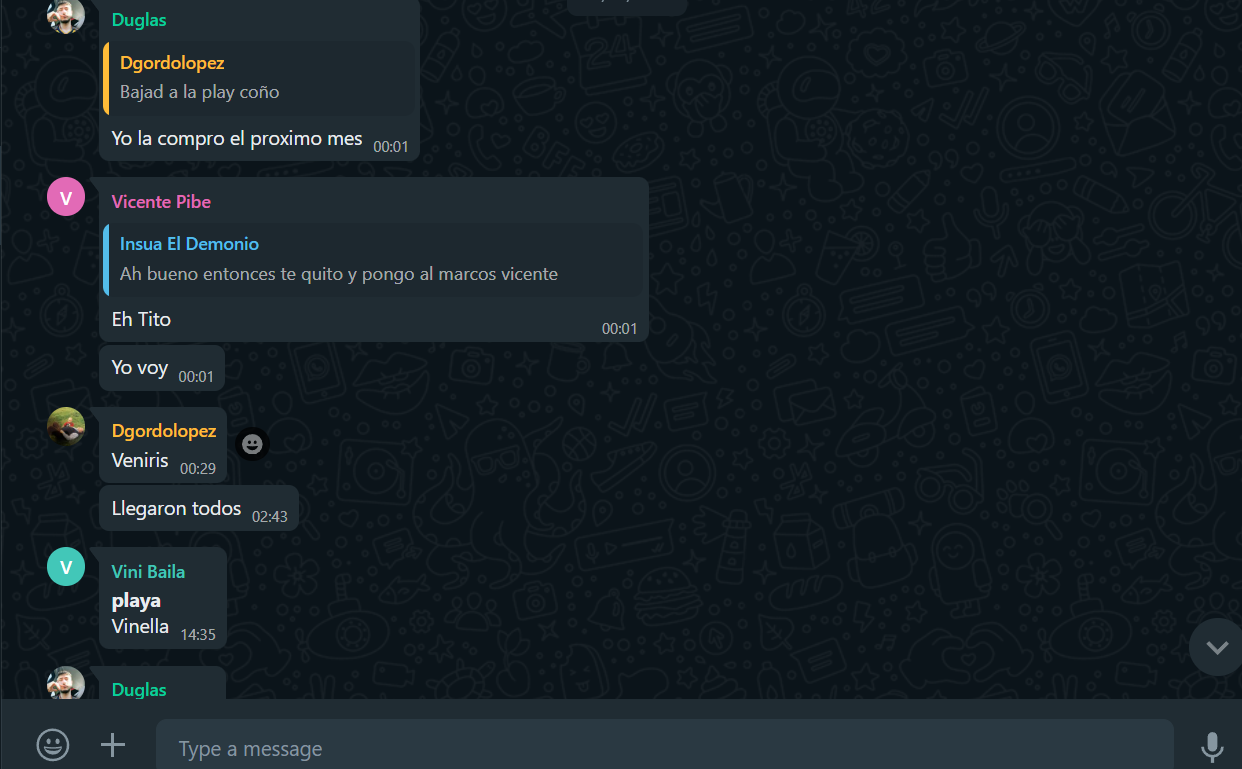 Duglas
Dgordolopez
Bajad a la play coño
Yo la compro el proximo mes 00:01
V
Vicente Pibe
Insua El Demonio
Ah bueno entonces te quito y pongo al marcos vicente
Eh Tito 00:01
Yo voy 00:01
Dgordolopez
Veniris 00:29
Llegaron todos 02:43
V
Vini Baila
playa
Vinella 14:35
Duglas
Type a message